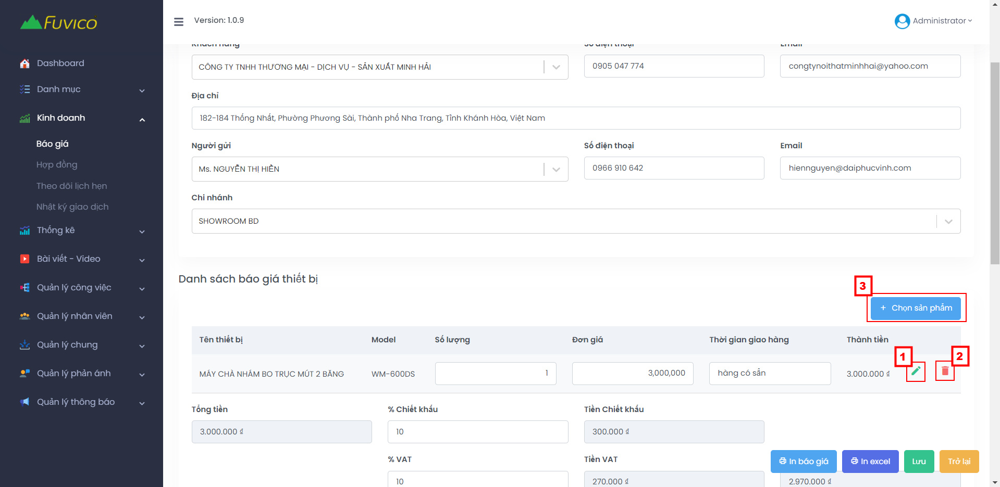 FUVICO
Version: 1.0.9
Administrator
Dashboard
Danh mục
Kinh doanh
Báo giá
Hợp đồng
Theo dõi lịch hẹn
Nhật ký giao dịch
Thống kê
Bài viết - Video
Quản lý công việc
Quản lý nhân viên
Quản lý chung
Quản lý phản ánh
Quản lý thông báo
Khách hàng
Số điện thoại
Email
CÔNG TY TNHH THƯƠNG MẠI - DỊCH VỤ - SẢN XUẤT MINH HẢI
0905 047 774
congtynoithatminhhai@yahoo.com
Địa chỉ
182-184 Thống Nhất, Phường Phương Sài, Thành phố Nha Trang, Tỉnh Khánh Hòa, Việt Nam
Người gửi
Số điện thoại
Email
Ms. NGUYỄN THỊ HIỀN
0966 910 642
hiennguyen@daiphucvinh.com
Chi nhánh
SHOWROOM BD
Danh sách báo giá thiết bị
3
+ Chọn sản phẩm
Tên thiết bị
Model
Số lượng
Đơn giá
Thời gian giao hàng
Thành tiền
1
2
MÁY CHÀ NHÁM BO TRỤC MÚT 2 BĂNG
WM-600DS
1
3,000,000
hàng có sẳn
3.000.000 ₫
Tổng tiền
% Chiết khấu
Tiền Chiết khấu
3.000.000 ₫
10
300.000 ₫
% VAT
Tiền VAT
In báo giá
In excel
Lưu
Trở lại
10
270.000 ₫
2.970.000 ₫